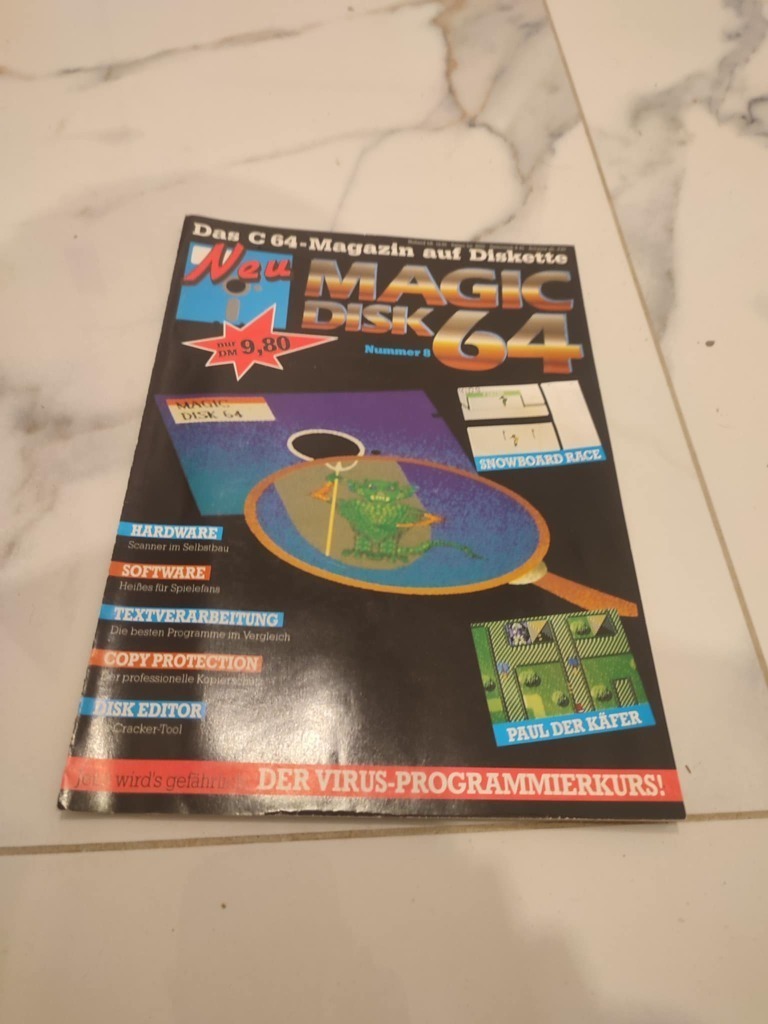 Das C 64-Magazin auf Diskette
Neu
MAGIC
DISK 64
nur
DM 9,80
Nummer 8
MAGIC
DISK 64
SNOWBOARD RACE
HARDWARE
Scanner im Selbstbau
SOFTWARE
Heißes für Spielefans
TEXTVERARBEITUNG
Die besten Programme im Vergleich
COPY PROTECTION
Der professionelle Kopierschutz
DISK EDITOR
Cracker-Tool
PAUL DER KÄFER
wird's DER VIRUS-PROGRAMMIERKURS!